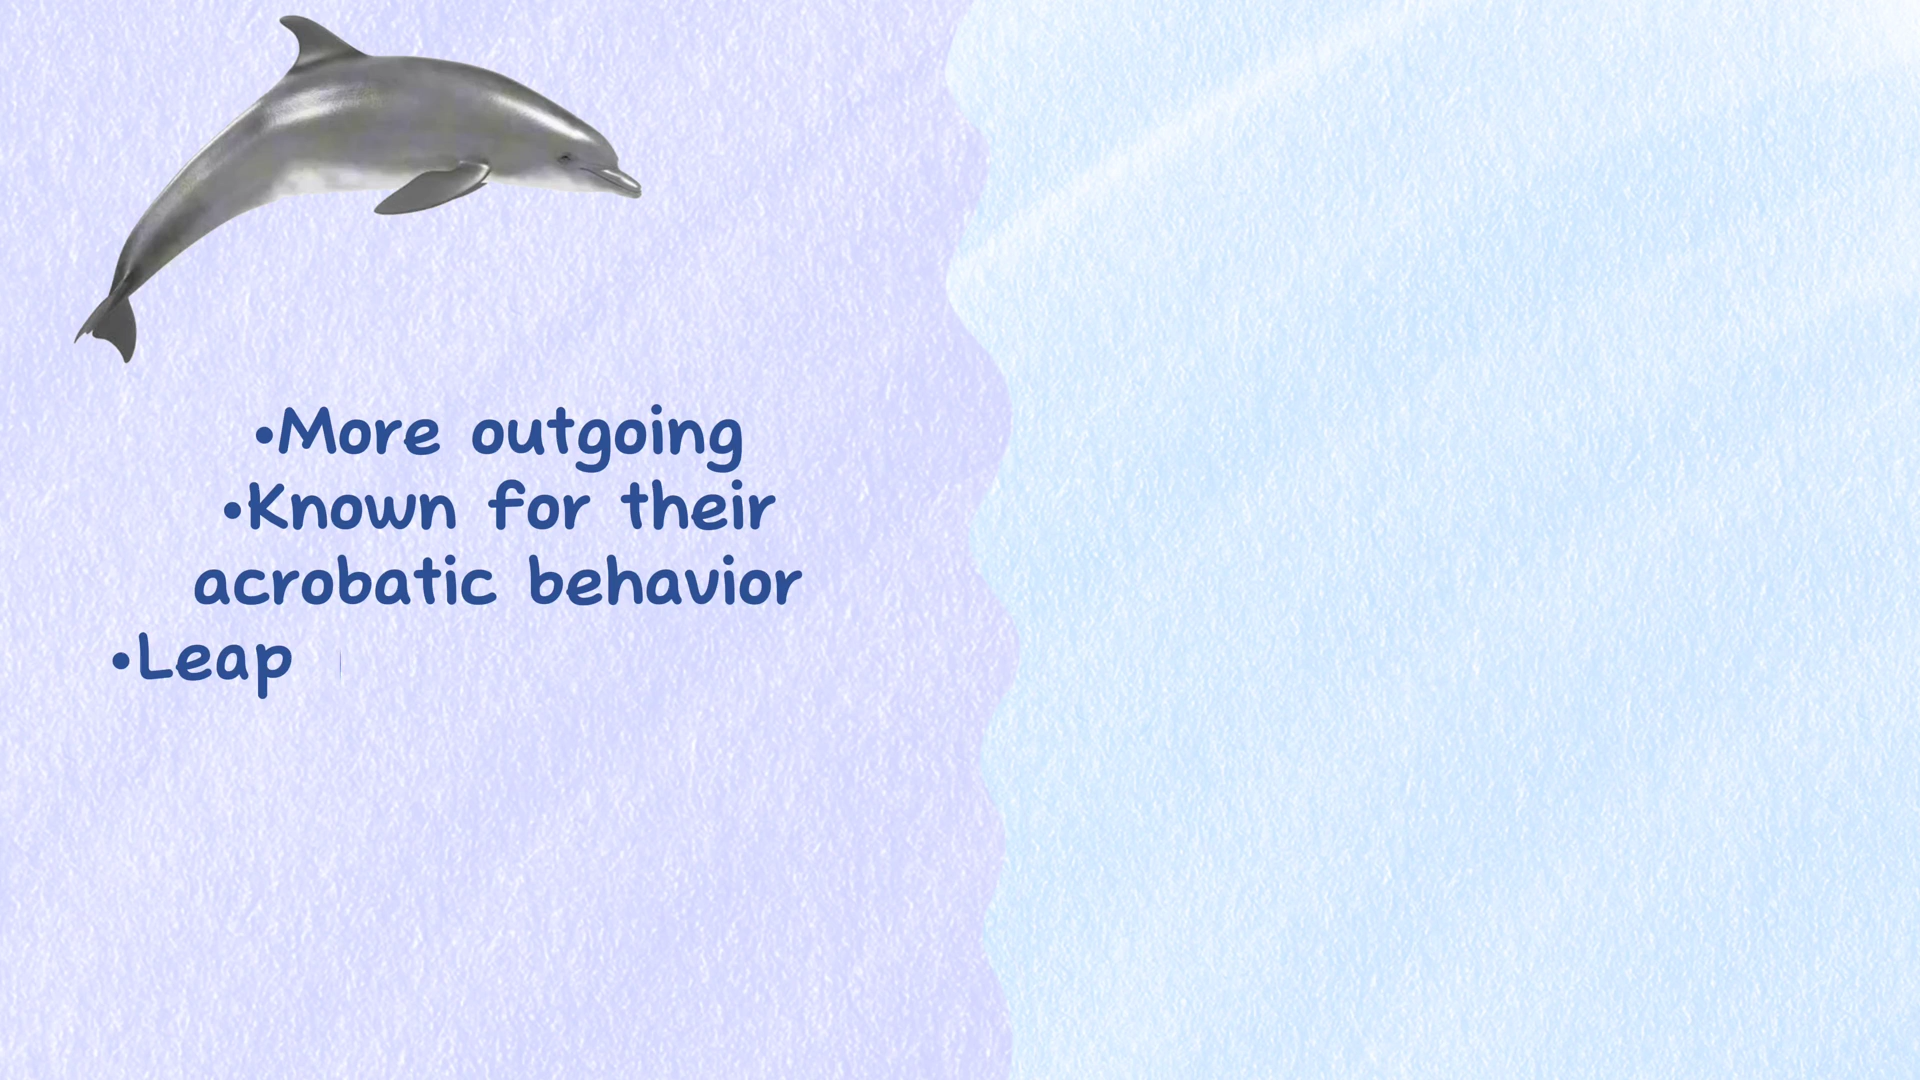 •More outgoing
•Known for their
acrobatic behavior
•Leap